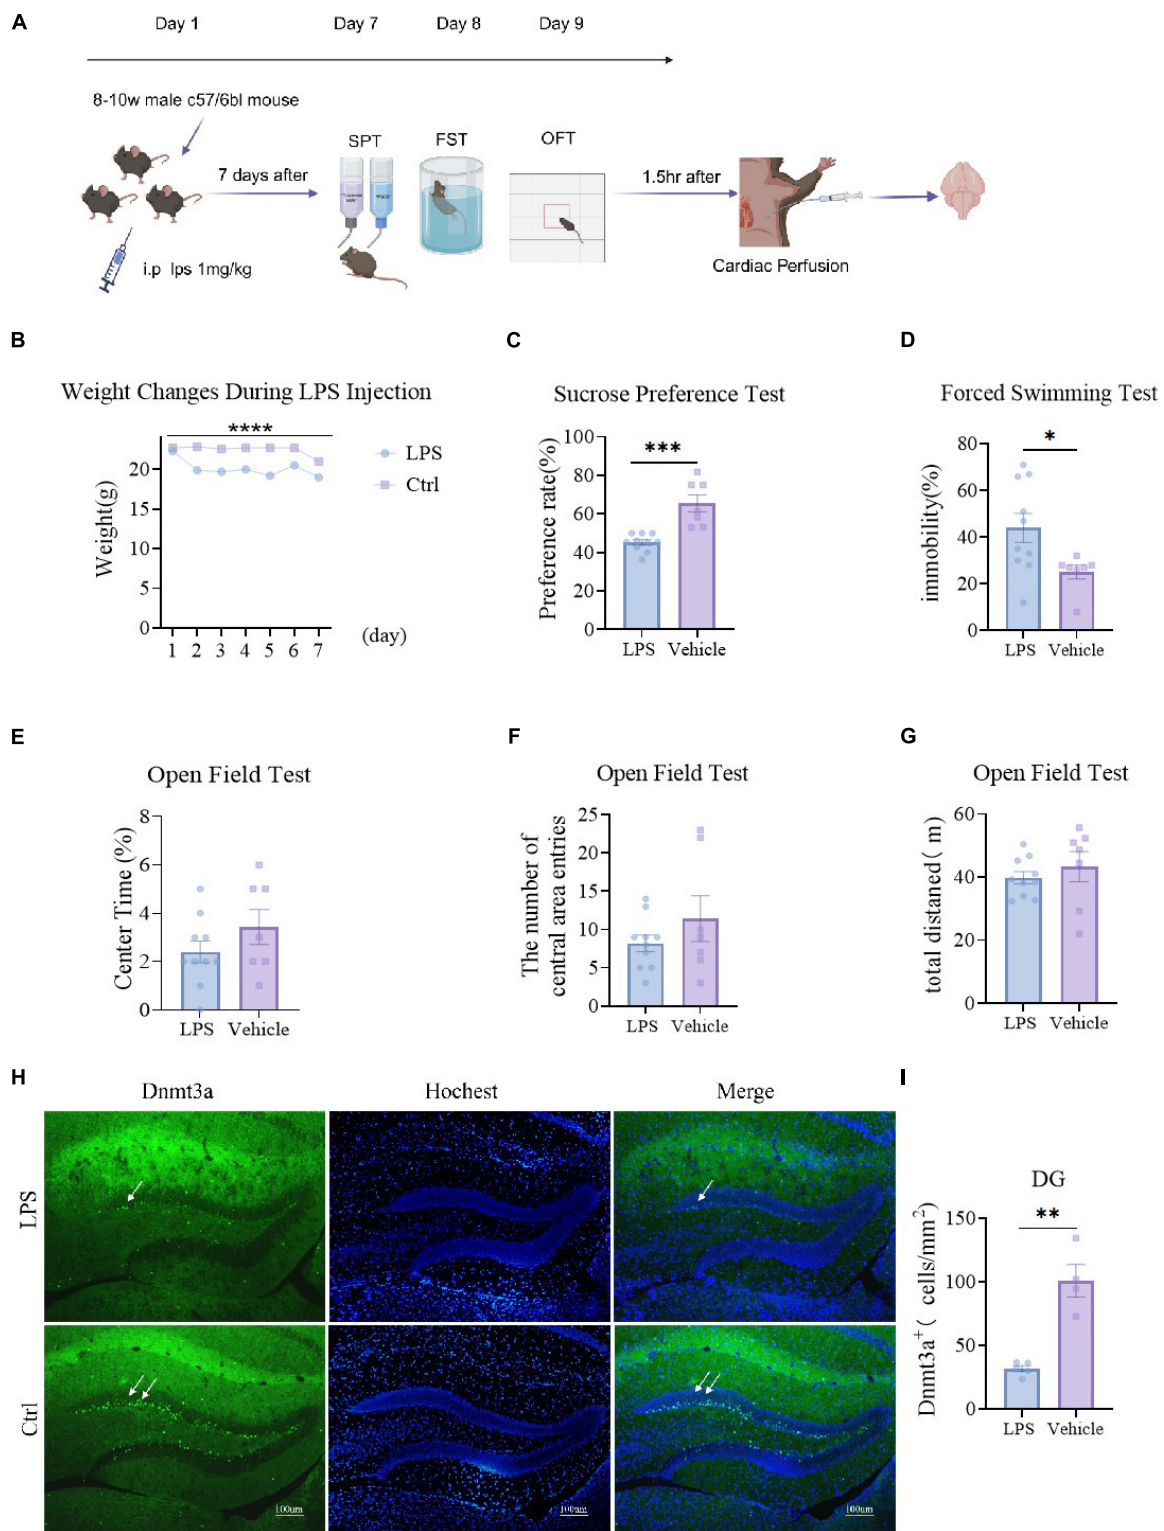 A
Day 1
Day 7
Day 8
Day 9
8-10w male c57/6bl mouse
SPT
FST
OFT
7 days after
1.5hr after
i.p lps 1mg/kg
Cardiac Perfusion
B
Weight Changes During LPS Injection
****
LPS
Ctrl
Weight(g)
20
15
10
5
0
1 2 3 4 5 6 7
(day)
C
Sucrose Preference Test
***
Preference rate(%)
100
80
60
40
20
0
LPS Vehicle
D
Forced Swimming Test
*
immobility(%)
80
60
40
20
0
LPS Vehicle
E
Open Field Test
Center Time (%)
8
6
4
2
0
LPS Vehicle
F
Open Field Test
The number of
central area entries
25
20
15
10
5
0
LPS Vehicle
G
Open Field Test
total distaned( m)
60
40
20
0
LPS Vehicle
H
Dnmt3a
Hochest
Merge
LPS
Ctrl
100um
100um
100um
I
DG
**
Dnmt3a+( cells/mm2)
150
100
50
0
LPS Vehicle